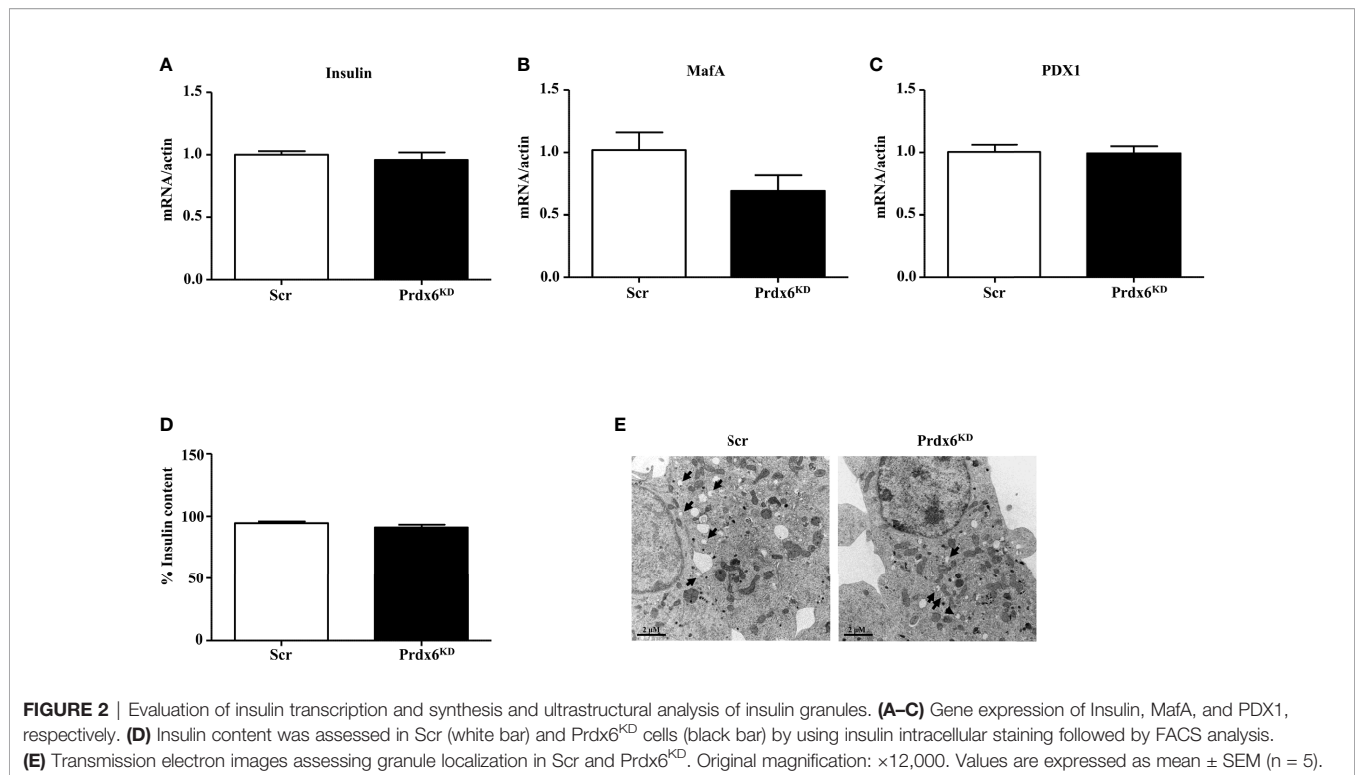 A
Insulin
mRNA/actin
1.5
1.0
0.5
0.0
Scr
Prdx6KD
B
MafA
mRNA/actin
1.5
1.0
0.5
0.0
Scr
Prdx6KD
C
PDX1
mRNA/actin
1.5
1.0
0.5
0.0
Scr
Prdx6KD
D
% Insulin content
150
100
50
0
Scr
Prdx6KD
E
Scr
Prdx6KD
2 µM
2 µM
FIGURE 2 | Evaluation of insulin transcription and synthesis and ultrastructural analysis of insulin granules. (A–C) Gene expression of Insulin, MafA, and PDX1,
respectively. (D) Insulin content was assessed in Scr (white bar) and Prdx6KD cells (black bar) by using insulin intracellular staining followed by FACS analysis.
(E) Transmission electron images assessing granule localization in Scr and Prdx6KD. Original magnification: ×12,000. Values are expressed as mean ± SEM (n = 5).